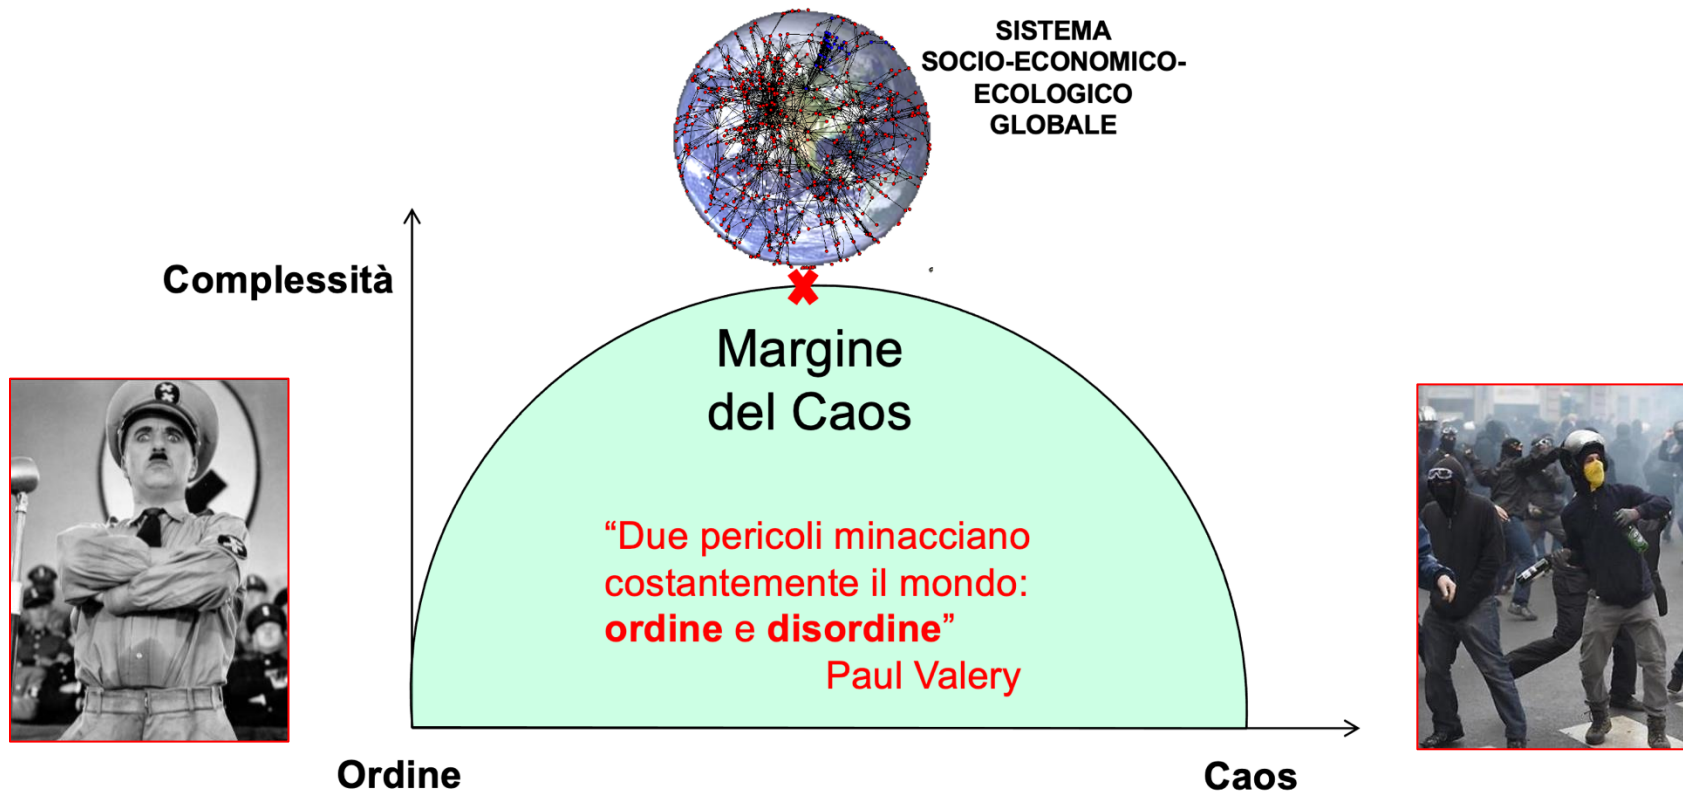 SISTEMA
SOCIO-ECONOMICO-
ECOLOGICO
GLOBALE
Complessità
Margine
del Caos
“Due pericoli minacciano
costantemente il mondo:
ordine e disordine”
Paul Valery
Ordine
Caos